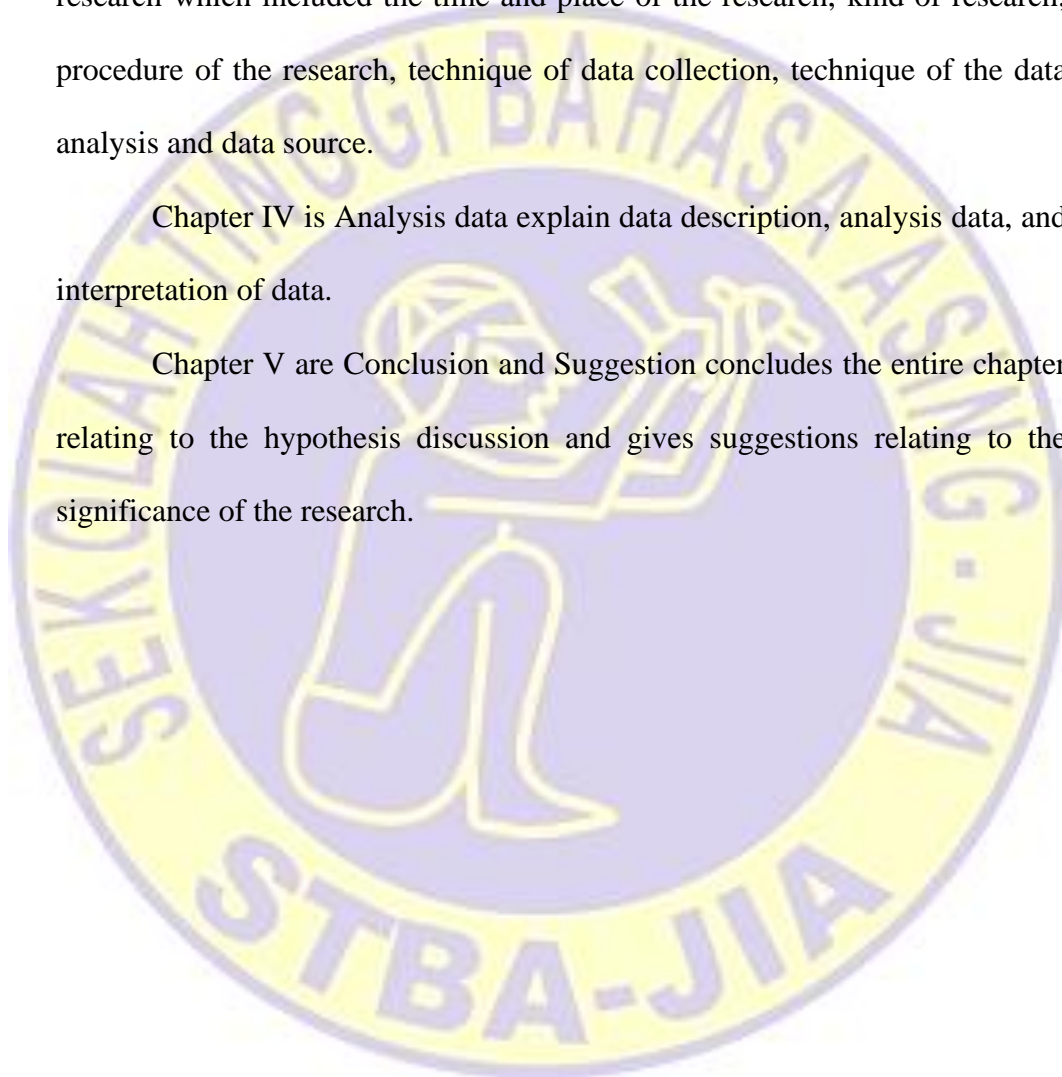 research which included the time and place of the research, kind of research,
procedure of the research, technique of data collection, technique of the data
analysis and data source.
Chapter IV is Analysis data explain data description, analysis data, and
interpretation of data.
Chapter V are Conclusion and Suggestion concludes the entire chapter
relating to the hypothesis discussion and gives suggestions relating to the
significance of the research.
SEKOLAH TINGGI BAHASA ASING - JIA
STBA-JIA